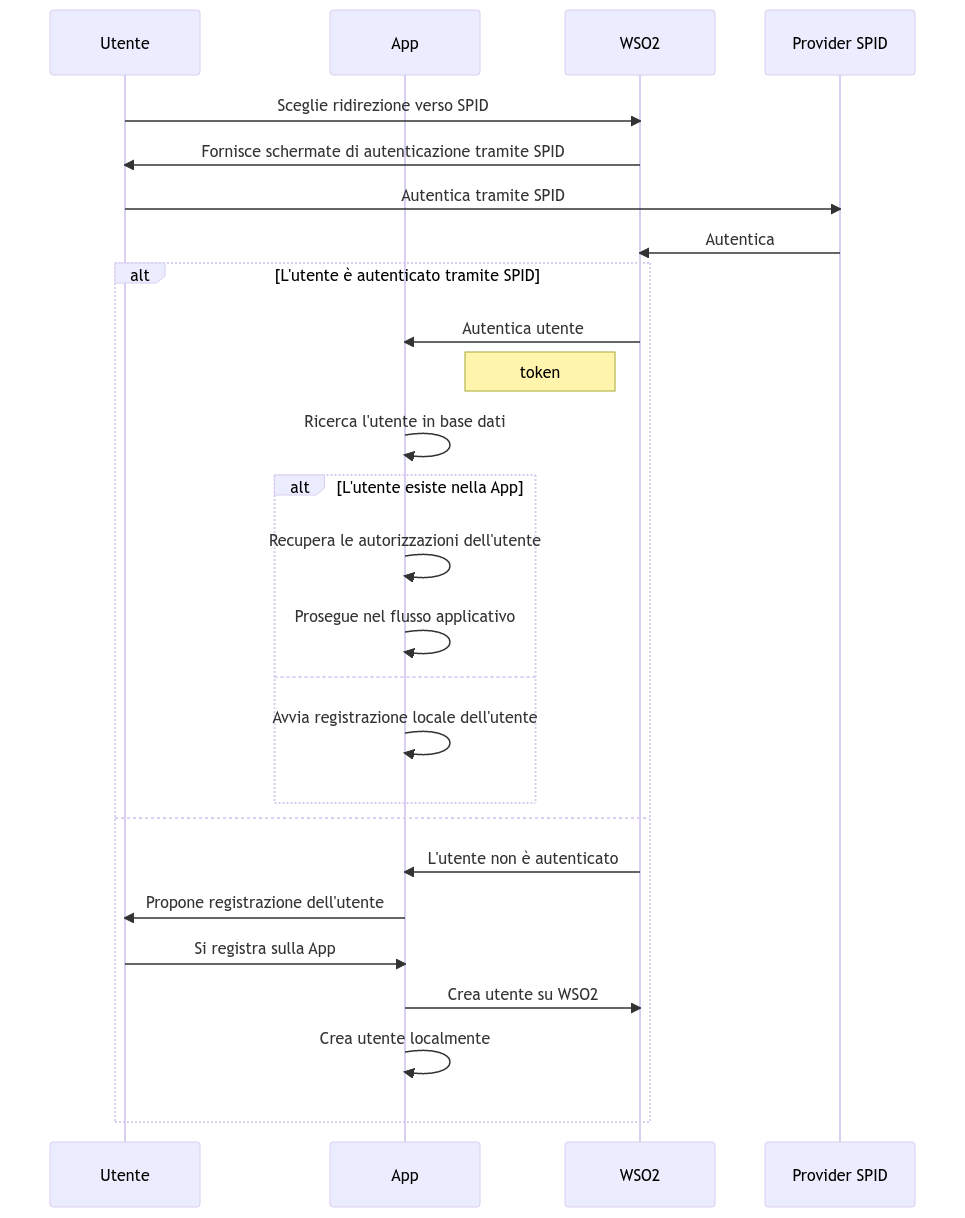 Utente
App
WSO2
Provider SPID
Sceglie ridirezione verso SPID
Fornisce schermate di autenticazione tramite SPID
Autentica tramite SPID
Autentica
alt
[L'utente è autenticato tramite SPID]
Autentica utente
token
Ricerca l'utente in base dati
alt
[L'utente esiste nella App]
Recupera le autorizzazioni dell'utente
Prosegue nel flusso applicativo
Avvia registrazione locale dell'utente
L'utente non è autenticato
Propone registrazione dell'utente
Si registra sulla App
Crea utente su WSO2
Crea utente localmente
Utente
App
WSO2
Provider SPID